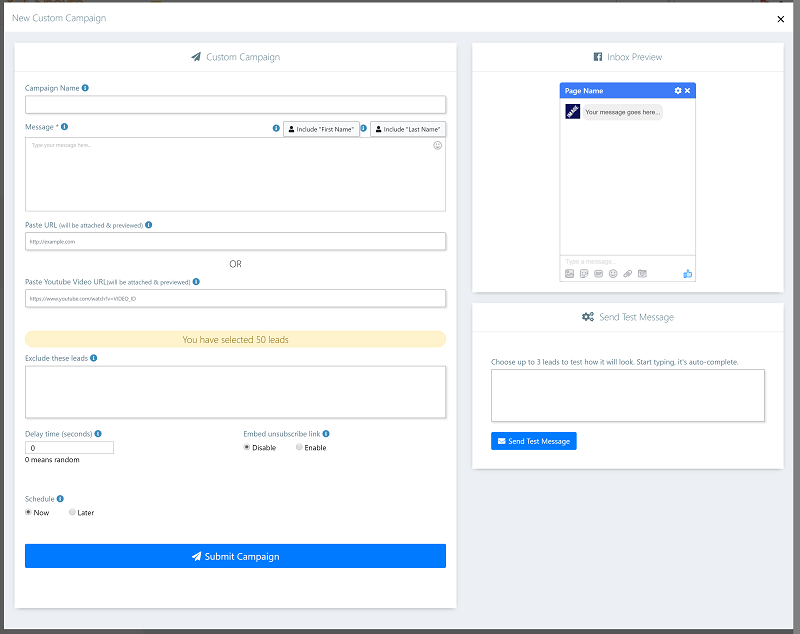 New Custom Campaign
Custom Campaign
Campaign Name
Message *
Include "First Name"
Include "Last Name"
Type your message here..
Paste URL (will be attached & previewed)
http://example.com
OR
Paste Youtube Video URL(will be attached & previewed)
https://www.youtube.com/watch?v=VIDEO_ID
You have selected 50 leads
Exclude these leads
Delay time (seconds)
Embed unsubscribe link
0
Disable
Enable
0 means random
Schedule
Now
Later
Submit Campaign
Inbox Preview
Page Name
Your message goes here...
Type a message...
Send Test Message
Choose up to 3 leads to test how it will look. Start typing, it's auto-complete.
Send Test Message